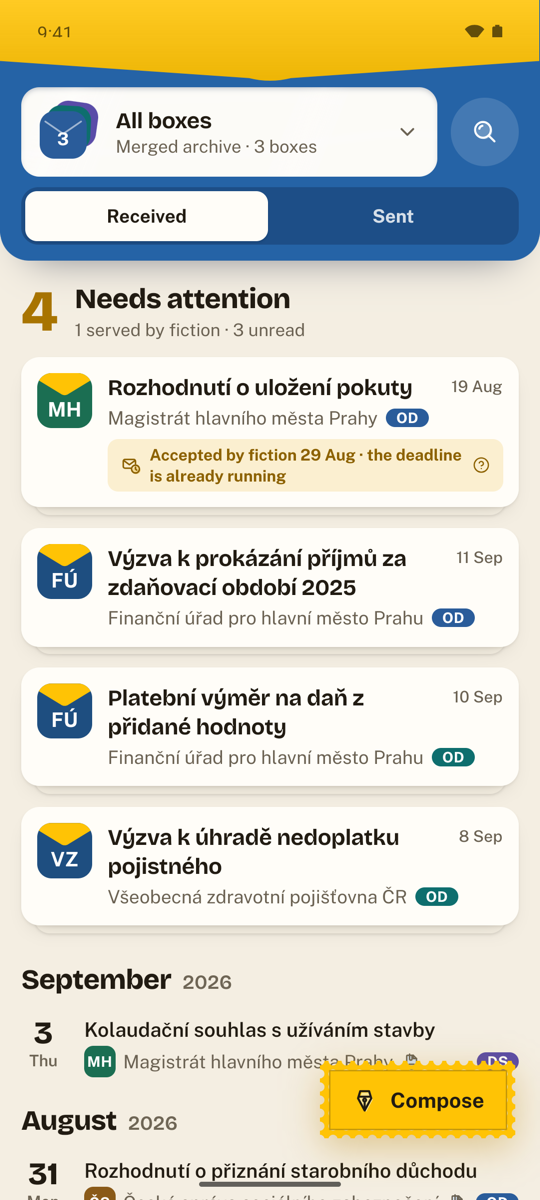 9:41
3
All boxes
Merged archive · 3 boxes
Received
Sent
4
Needs attention
1 served by fiction · 3 unread
MH
Rozhodnutí o uložení pokuty
19 Aug
Magistrát hlavního města Prahy
OD
Accepted by fiction 29 Aug · the deadline
is already running
FÚ
Výzva k prokázání příjmů za
zdaňovací období 2025
11 Sep
Finanční úřad pro hlavní město Prahu
OD
FÚ
Platební výměr na daň z
přidané hodnoty
10 Sep
Finanční úřad pro hlavní město Prahu
OD
VZ
Výzva k úhradě nedoplatku
pojistného
8 Sep
Všeobecná zdravotní pojišťovna ČR
OD
September 2026
3
Thu
Kolaudační souhlas s užíváním stavby
MH
Magistrát hlavního města Prahy
DS
Compose
August 2026
31
Rozhodnutí o přiznání starobního důchodu